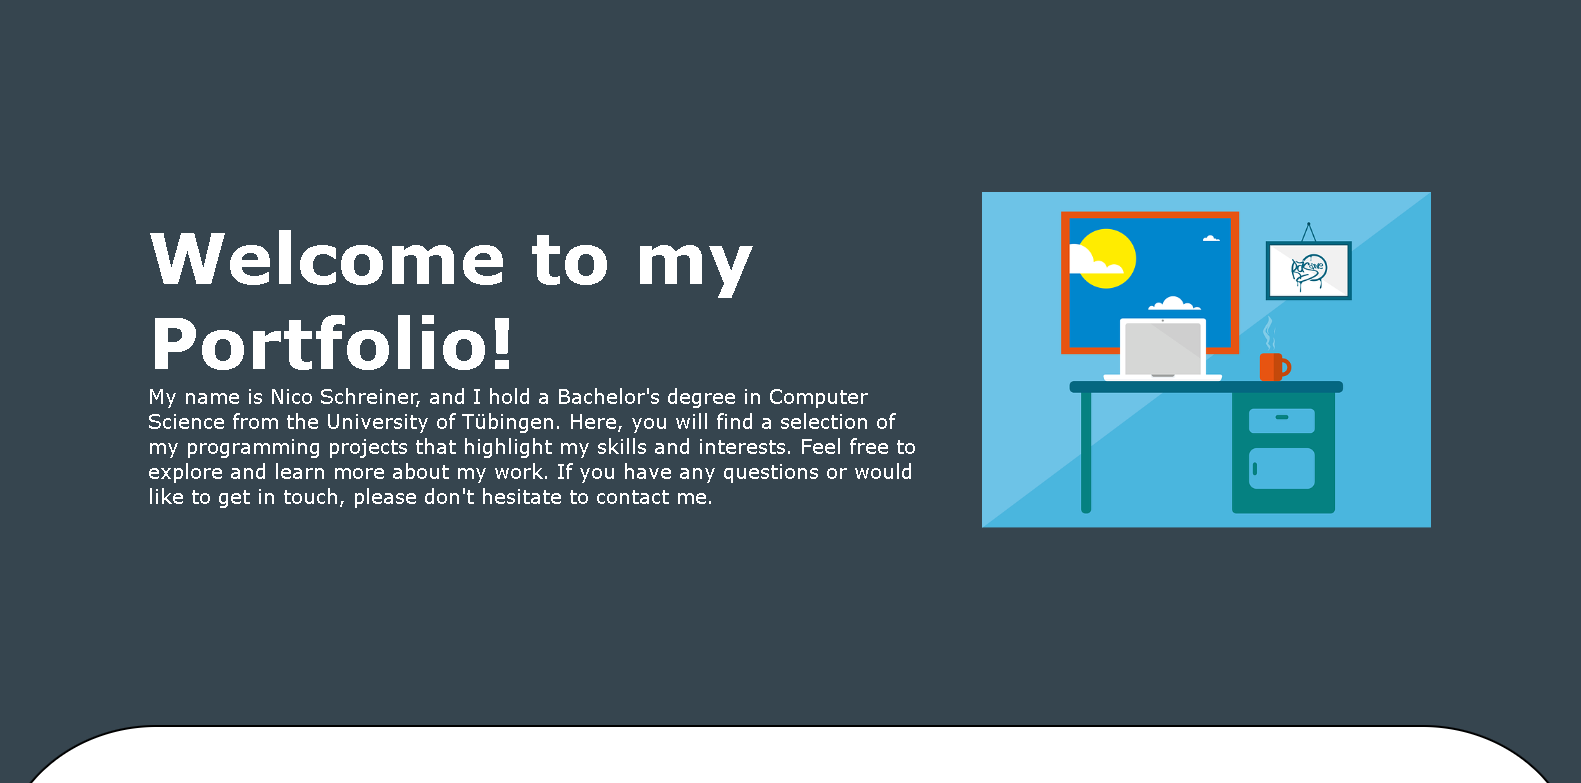 Welcome to my
Portfolio!
My name is Nico Schreiner, and I hold a Bachelor's degree in Computer
Science from the University of Tübingen. Here, you will find a selection of
my programming projects that highlight my skills and interests. Feel free to
explore and learn more about my work. If you have any questions or would
like to get in touch, please don't hesitate to contact me.